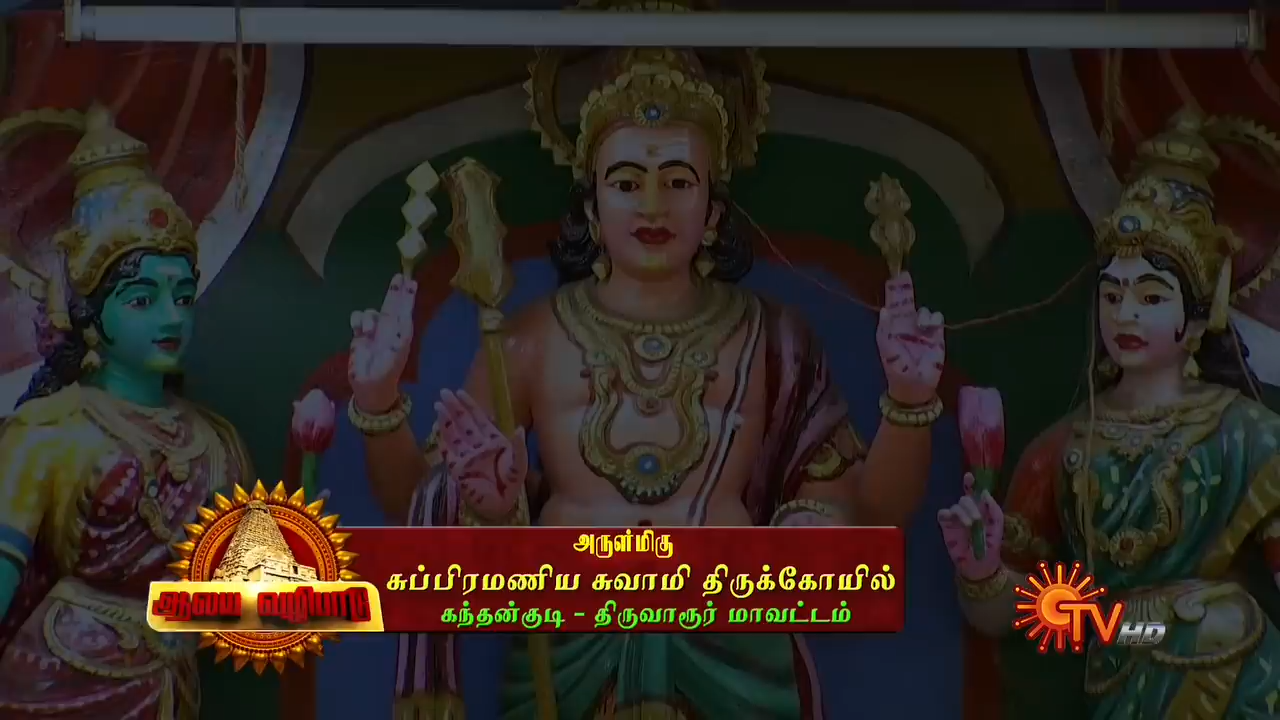 அருள்மிகு
சுப்பிரமணிய சுவாமி திருக்கோயில்
ஆலய வழிபாடு
கந்தன்குடி - திருவாரூர் மாவட்டம்
TV HD